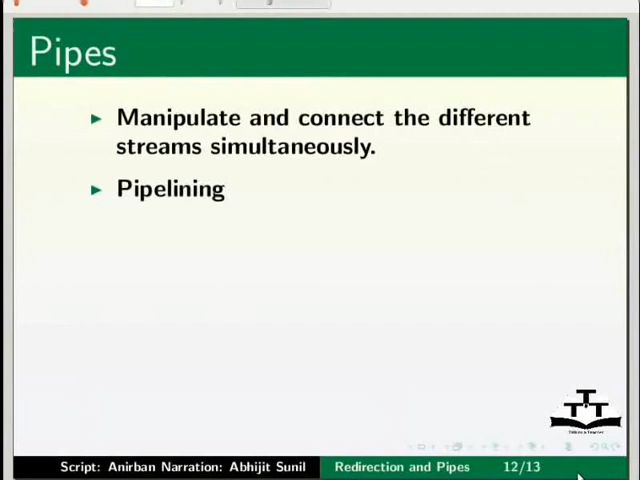 Pipes
Manipulate and connect the different
streams simultaneously.
Pipelining
Script: Anirban Narration: Abhijit Sunil Redirection and Pipes 12/13